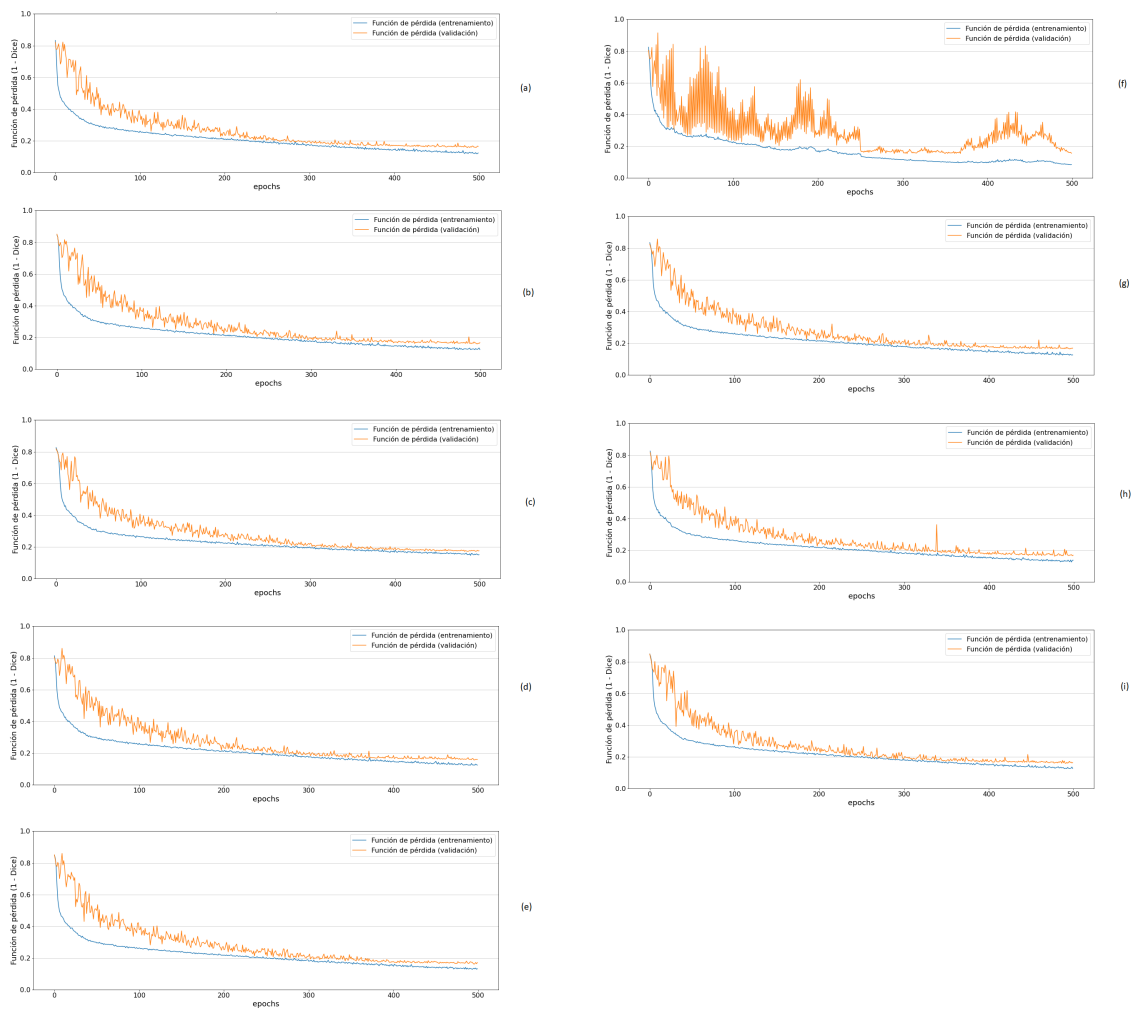 1.0
0.8
0.6
0.4
0.2
0.0
Función de pérdida (1 - Dice)
Función de pérdida (entrenamiento)
Función de pérdida (validación)
0 100 200 300 400 500
epochs
(a)
1.0
0.8
0.6
0.4
0.2
0.0
Función de pérdida (1 - Dice)
Función de pérdida (entrenamiento)
Función de pérdida (validación)
0 100 200 300 400 500
epochs
(b)
1.0
0.8
0.6
0.4
0.2
0.0
Función de pérdida (1 - Dice)
Función de pérdida (entrenamiento)
Función de pérdida (validación)
0 100 200 300 400 500
epochs
(c)
1.0
0.8
0.6
0.4
0.2
0.0
Función de pérdida (1 - Dice)
Función de pérdida (entrenamiento)
Función de pérdida (validación)
0 100 200 300 400 500
epochs
(d)
1.0
0.8
0.6
0.4
0.2
0.0
Función de pérdida (1 - Dice)
Función de pérdida (entrenamiento)
Función de pérdida (validación)
0 100 200 300 400 500
epochs
(e)
1.0
0.8
0.6
0.4
0.2
0.0
Función de pérdida (1 - Dice)
Función de pérdida (entrenamiento)
Función de pérdida (validación)
0 100 200 300 400 500
epochs
(f)
1.0
0.8
0.6
0.4
0.2
0.0
Función de pérdida (1 - Dice)
Función de pérdida (entrenamiento)
Función de pérdida (validación)
0 100 200 300 400 500
epochs
(g)
1.0
0.8
0.6
0.4
0.2
0.0
Función de pérdida (1 - Dice)
Función de pérdida (entrenamiento)
Función de pérdida (validación)
0 100 200 300 400 500
epochs
(h)
1.0
0.8
0.6
0.4
0.2
0.0
Función de pérdida (1 - Dice)
Función de pérdida (entrenamiento)
Función de pérdida (validación)
0 100 200 300 400 500
epochs
(i)